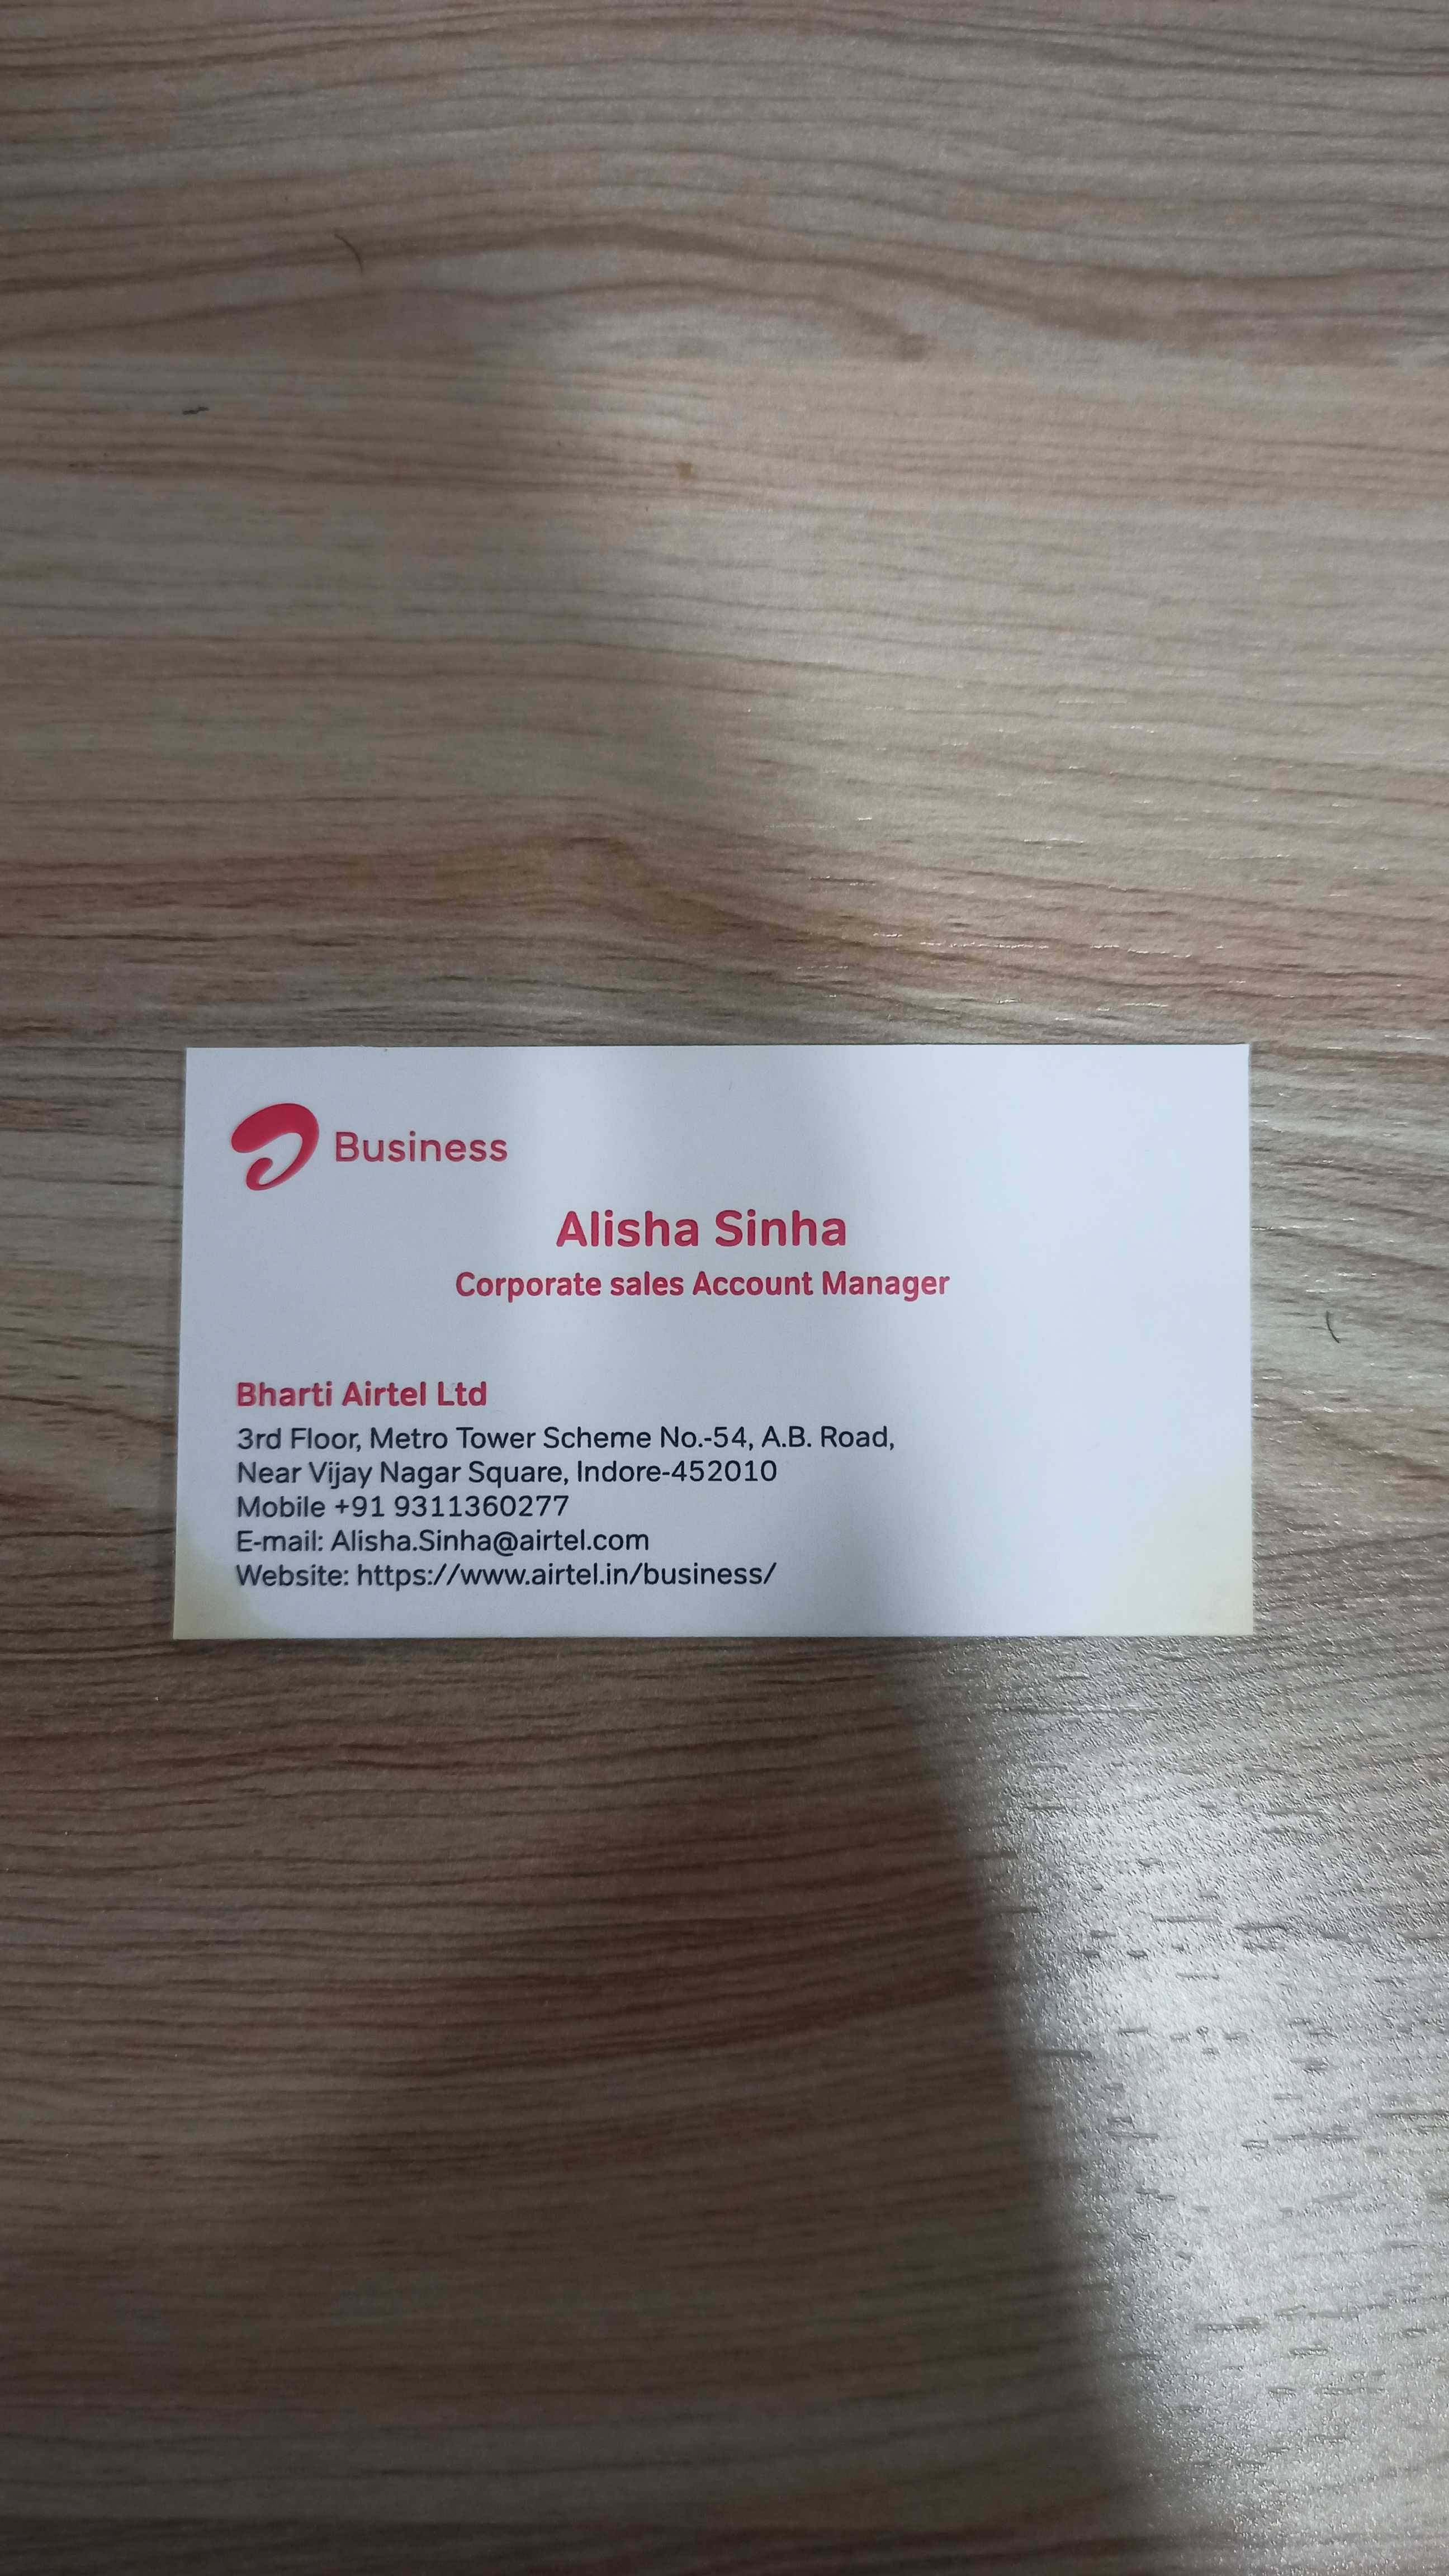 Business
Alisha Sinha
Corporate sales Account Manager
Bharti Airtel Ltd
3rd Floor, Metro Tower Scheme No.-54, A.B. Road,
Near Vijay Nagar Square, Indore-452010
Mobile +91 9311360277
E-mail: Alisha.Sinha@airtel.com
Website: https://www.airtel.in/business/